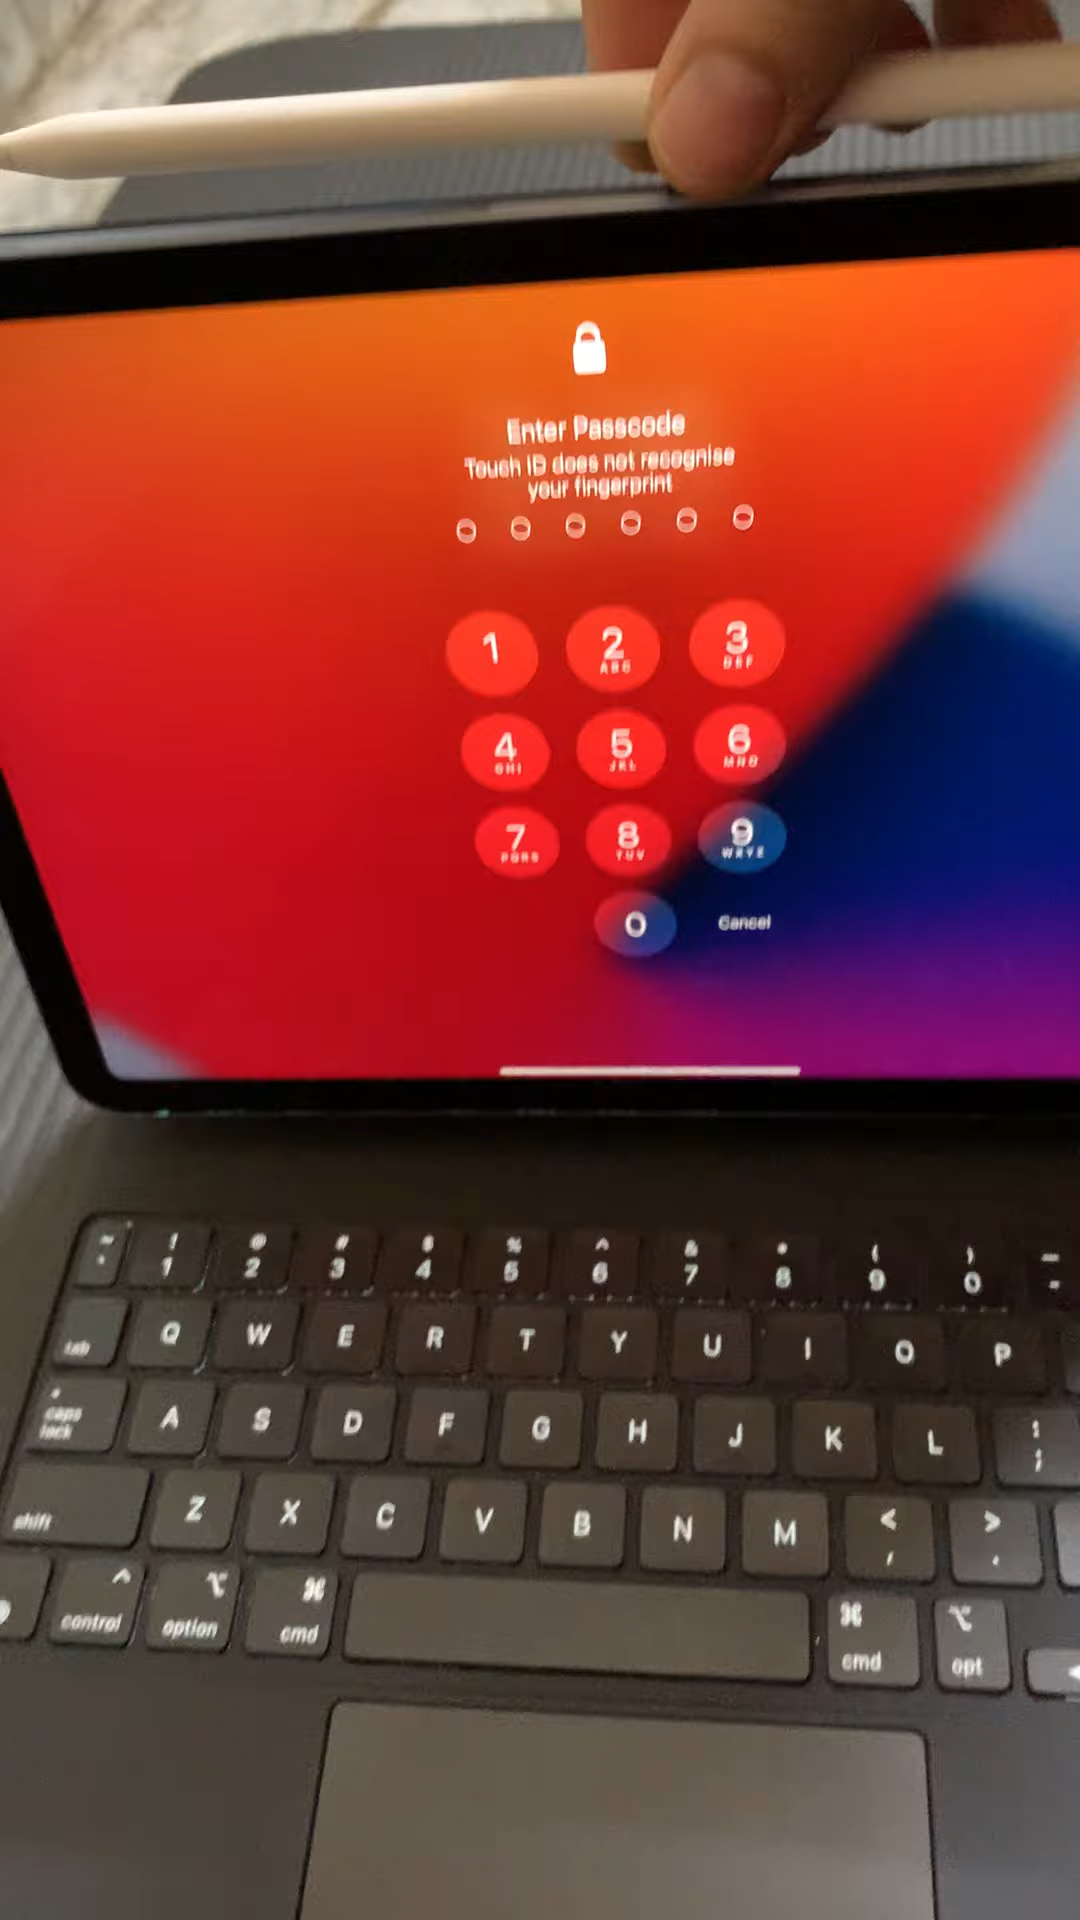 Enter Passcode
Touch ID does not recognise
your fingerprint
1 2 3
ABC DEF
4 5 6
GHI JKL MNO
7 8 9
PQRS TUV WXYZ
0 Cancel
~ ! @ # $ % ^ & * ( ) —
1 2 3 4 5 6 7 8 9 0 -
tab Q W E R T Y U I O P
caps lock A S D F G H J K L :
;
shift Z X C V B N M < >
, .
^ ⌥ ⌘ ⌘ ⌥
control option cmd cmd opt